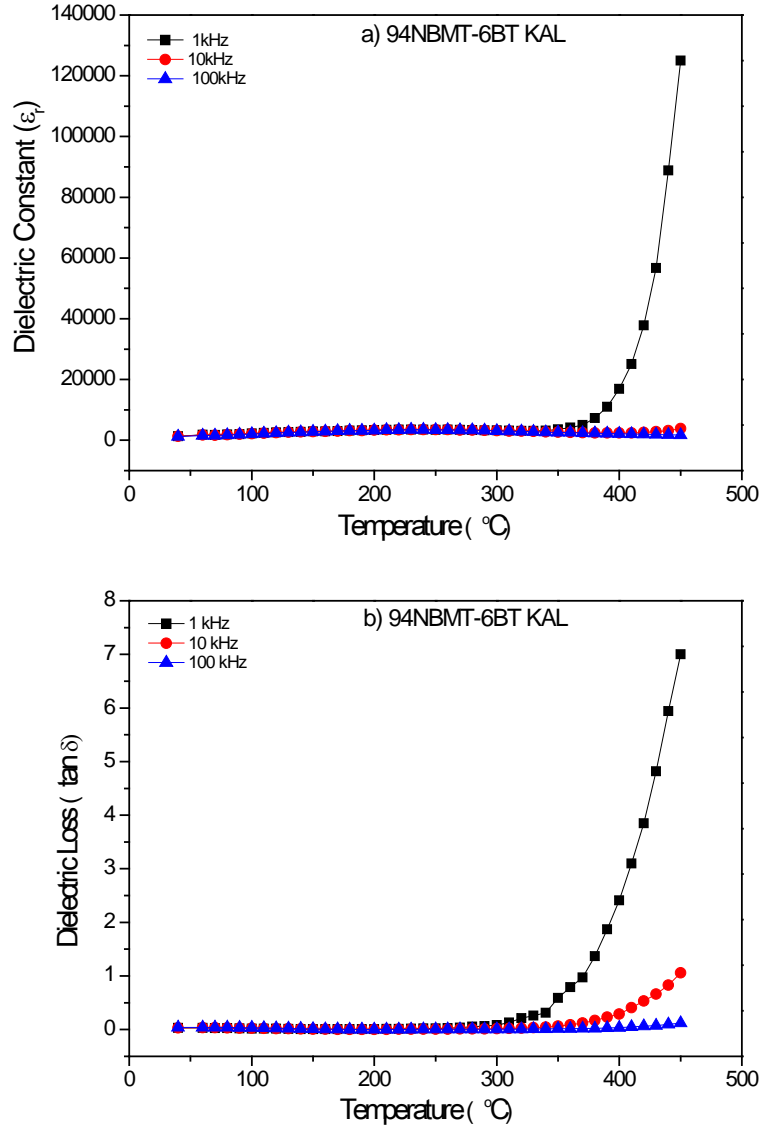 a) 94NBMT-6BT KAL
1kHz
10kHz
100kHz
Dielectric Constant (εr)
140000
120000
100000
80000
60000
40000
20000
0
0 100 200 300 400 500
Temperature ( °C)
b) 94NBMT-6BT KAL
1 kHz
10 kHz
100 kHz
Dielectric Loss ( tan δ)
8
7
6
5
4
3
2
1
0
0 100 200 300 400 500
Temperature ( °C)